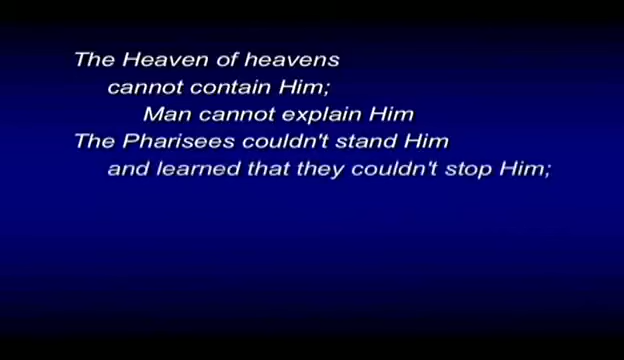 The Heaven of heavens
cannot contain Him;
Man cannot explain Him
The Pharisees couldn't stand Him
and learned that they couldn't stop Him;